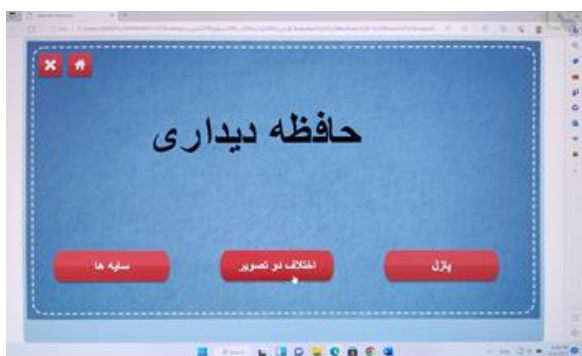 حافظه دیداری
پازل
اختلاف دو تصویر
سایه ها